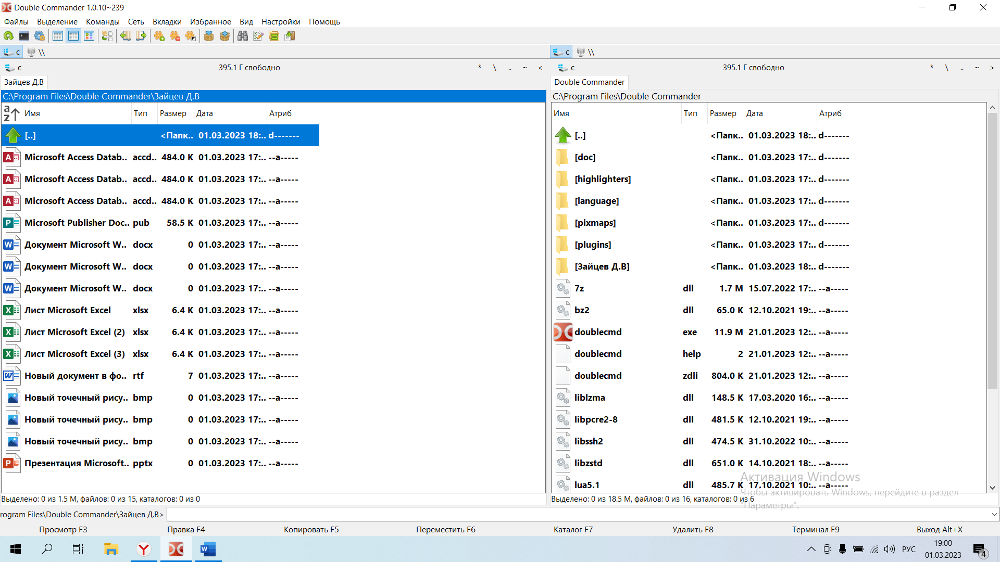 Double Commander 1.0.10~239
Файлы Выделение Команды Сеть Вкладки Избранное Вид Настройки Помощь
c \\
c \\
c 395.1 Г свободно * \ .. ~ <
c 395.1 Г свободно * \ .. ~ >
Зайцев Д.В
Double Commander
C:\Program Files\Double Commander\Зайцев Д.В
C:\Program Files\Double Commander
Имя Тип Размер Дата Атриб
[..] <Папк.. 01.03.2023 18:.. d-------
Microsoft Access Datab.. accd.. 484.0 K 01.03.2023 17:.. --a-----
Microsoft Access Datab.. accd.. 484.0 K 01.03.2023 17:.. --a-----
Microsoft Access Datab.. accd.. 484.0 K 01.03.2023 17:.. --a-----
Microsoft Publisher Doc.. pub 58.5 K 01.03.2023 17:.. --a-----
Документ Microsoft W.. docx 0 01.03.2023 17:.. --a-----
Документ Microsoft W.. docx 0 01.03.2023 17:.. --a-----
Документ Microsoft W.. docx 0 01.03.2023 17:.. --a-----
Лист Microsoft Excel xlsx 6.4 K 01.03.2023 17:.. --a-----
Лист Microsoft Excel (2) xlsx 6.4 K 01.03.2023 17:.. --a-----
Лист Microsoft Excel (3) xlsx 6.4 K 01.03.2023 17:.. --a-----
Новый документ в фо.. rtf 7 01.03.2023 17:.. --a-----
Новый точечный рису.. bmp 0 01.03.2023 17:.. --a-----
Новый точечный рису.. bmp 0 01.03.2023 17:.. --a-----
Новый точечный рису.. bmp 0 01.03.2023 17:.. --a-----
Презентация Microsoft.. pptx 0 01.03.2023 17:.. --a-----
Выделено: 0 из 1.5 M, файлов: 0 из 15, каталогов: 0 из 0
Имя Тип Размер Дата Атриб
[..] <Папк.. 01.03.2023 18:.. d-------
[doc] <Папк.. 01.03.2023 17:.. d-------
[highlighters] <Папк.. 01.03.2023 17:.. d-------
[language] <Папк.. 01.03.2023 17:.. d-------
[pixmaps] <Папк.. 01.03.2023 17:.. d-------
[plugins] <Папк.. 01.03.2023 17:.. d-------
[Зайцев Д.В] <Папк.. 01.03.2023 18:.. d-------
7z dll 1.7 M 15.07.2022 17:.. --a-----
bz2 dll 65.0 K 12.10.2021 19:.. --a-----
doublecmd exe 11.9 M 21.01.2023 12:.. --a-----
doublecmd help 2 21.01.2023 12:.. --a-----
doublecmd zdli 804.0 K 21.01.2023 12:.. --a-----
liblzma dll 148.5 K 17.03.2020 16:.. --a-----
libpcre2-8 dll 481.5 K 12.10.2021 19:.. --a-----
libssh2 dll 474.5 K 31.10.2022 10:.. --a-----
libzstd dll 651.0 K 14.10.2021 18:.. --a-----
lua5.1 dll 485.7 K 17.10.2021 10:.. --a-----
Выделено: 0 из 18.5 M, файлов: 0 из 16, каталогов: 0 из 6
Активация Windows
Чтобы активировать Windows, перейдите в раздел
"Параметры".
rogram Files\Double Commander\Зайцев Д.В>
Просмотр F3 Правка F4 Копировать F5 Переместить F6 Каталог F7 Удалить F8 Терминал F9 Выход Alt+X
РУС
19:00
01.03.2023
4